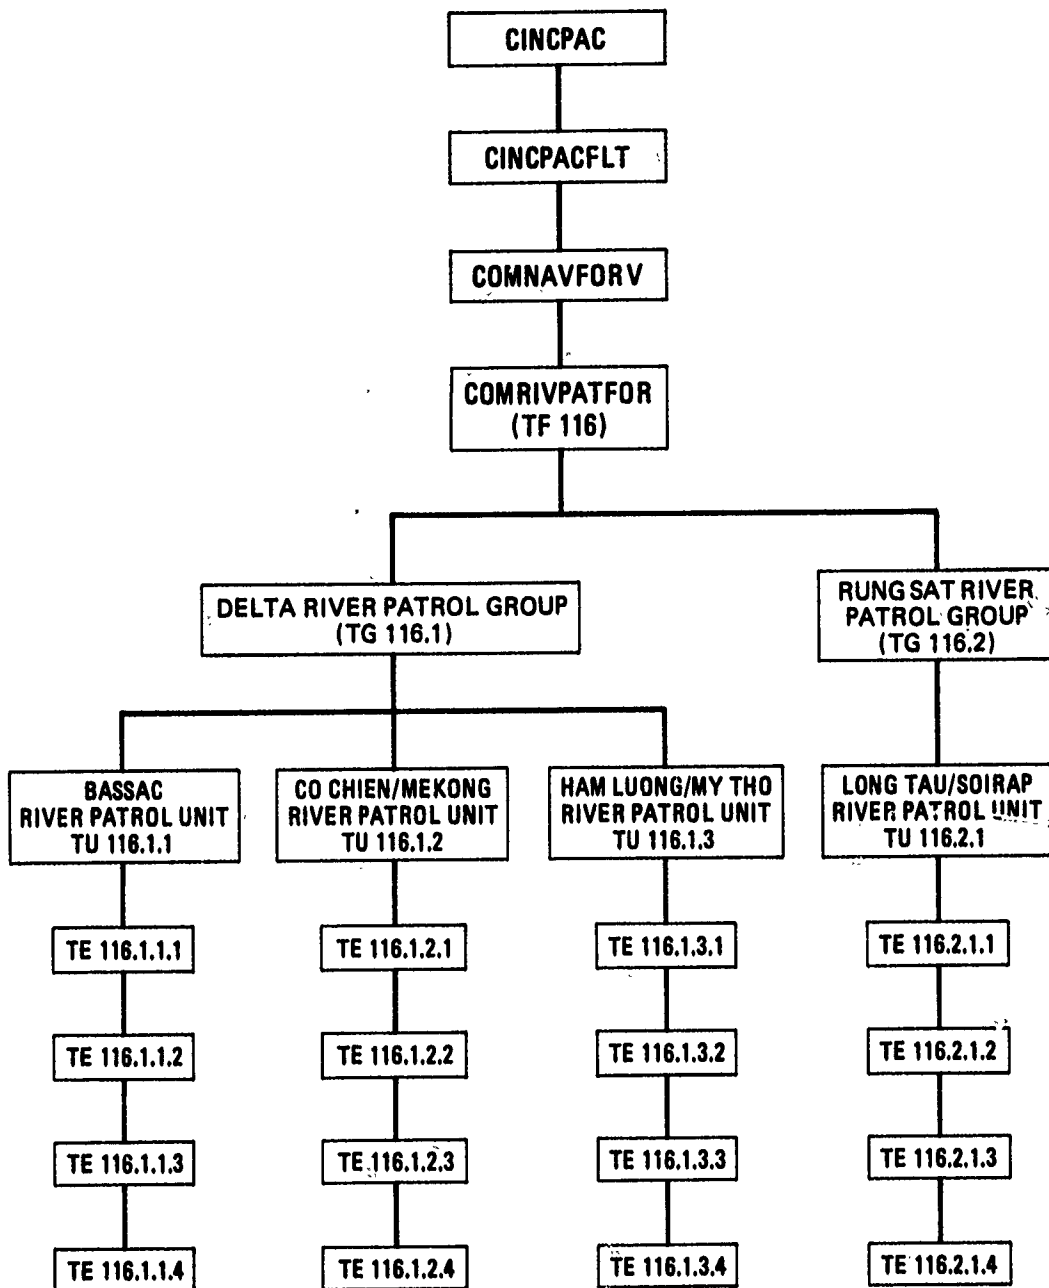 CINCPAC
CINCPACFLT
COMNAVFORV
COMRIVPATFOR
(TF 116)
DELTA RIVER PATROL GROUP
(TG 116.1)
RUNG SAT RIVER
PATROL GROUP
(TG 116.2)
BASSAC
RIVER PATROL UNIT
TU 116.1.1
CO CHIEN/MEKONG
RIVER PATROL UNIT
TU 116.1.2
HAM LUONG/MY THO
RIVER PATROL UNIT
TU 116.1.3
LONG TAU/SOIRAP
RIVER PATROL UNIT
TU 116.2.1
TE 116.1.1.1
TE 116.1.2.1
TE 116.1.3.1
TE 116.2.1.1
TE 116.1.1.2
TE 116.1.2.2
TE 116.1.3.2
TE 116.2.1.2
TE 116.1.1.3
TE 116.1.2.3
TE 116.1.3.3
TE 116.2.1.3
TE 116.1.1.4
TE 116.1.2.4
TE 116.1.3.4
TE 116.2.1.4